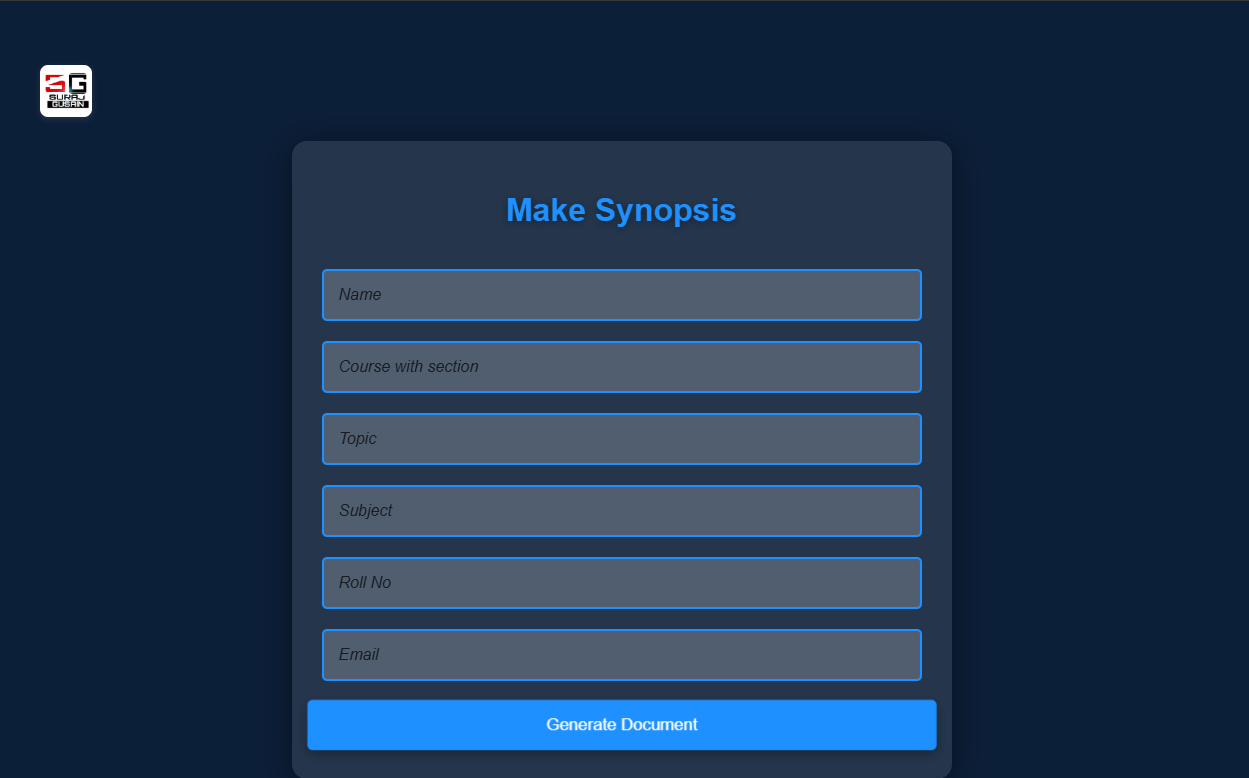 SG
SURAJ
GUSAIN
Make Synopsis
Name
Course with section
Topic
Subject
Roll No
Email
Generate Document